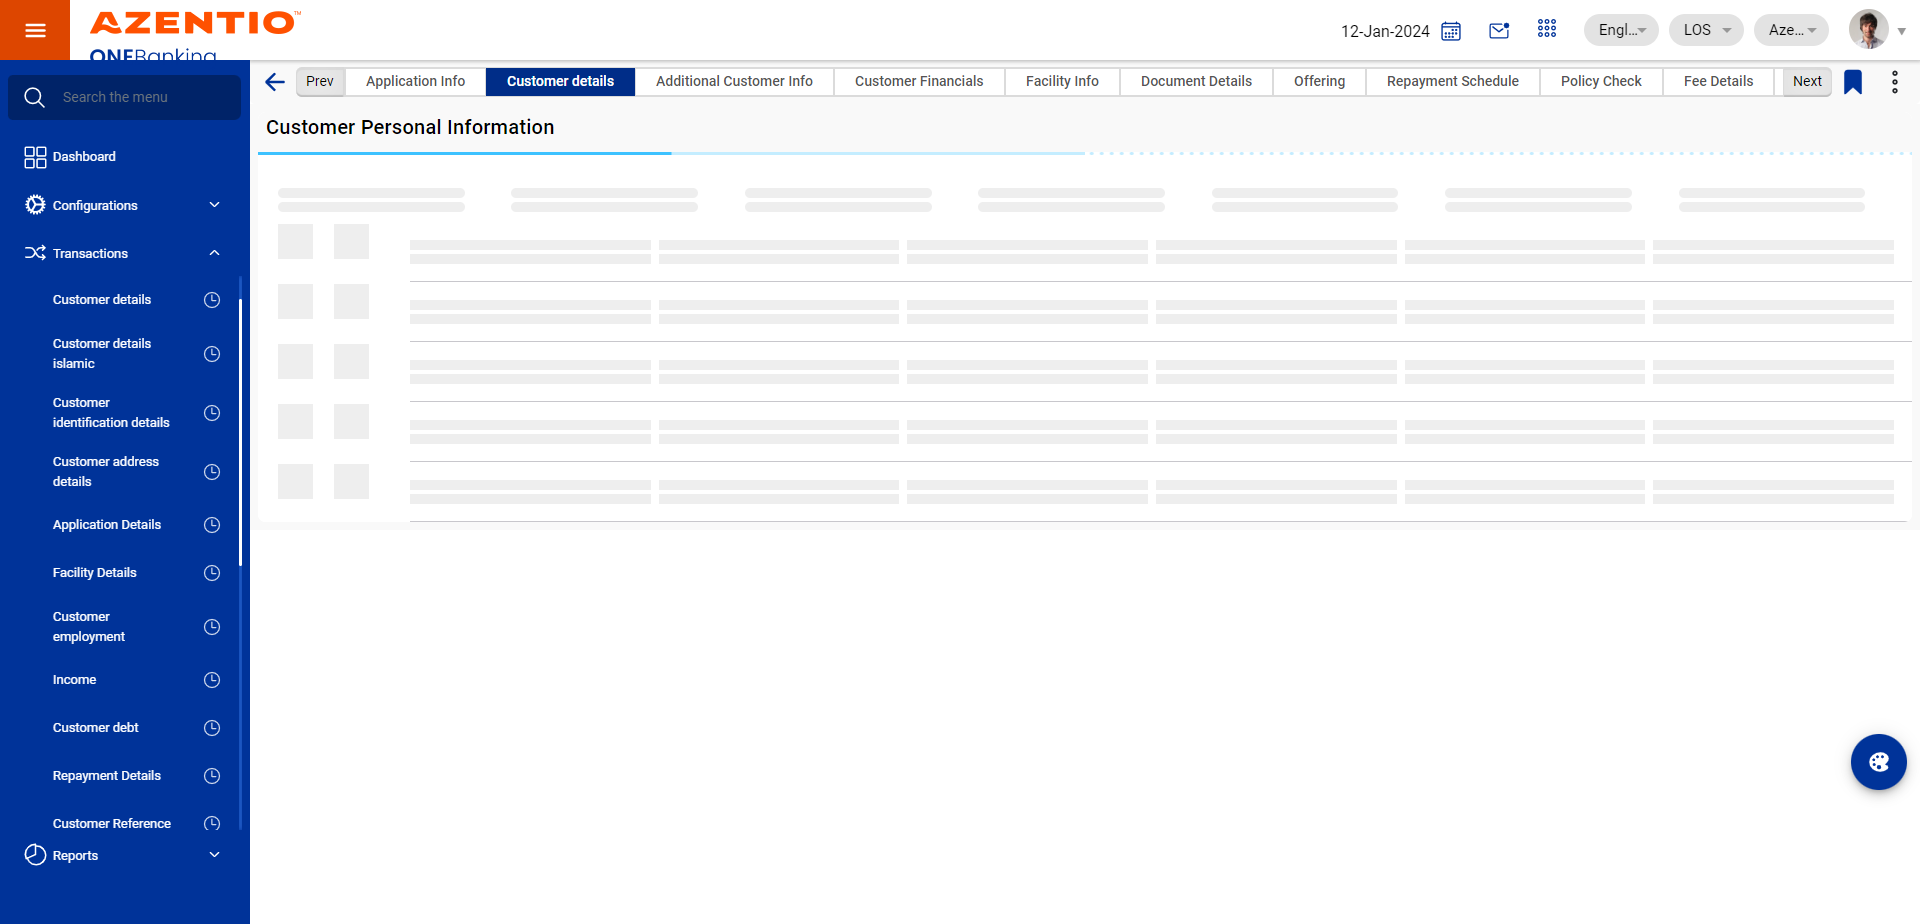 AZENTIO™
ONEBanking
12-Jan-2024
Engl...
LOS
Aze...
Search the menu
Dashboard
Configurations
Transactions
Customer details
Customer details
islamic
Customer
identification details
Customer address
details
Application Details
Facility Details
Customer
employment
Income
Customer debt
Repayment Details
Customer Reference
Reports
Prev
Application Info
Customer details
Additional Customer Info
Customer Financials
Facility Info
Document Details
Offering
Repayment Schedule
Policy Check
Fee Details
Next
Customer Personal Information